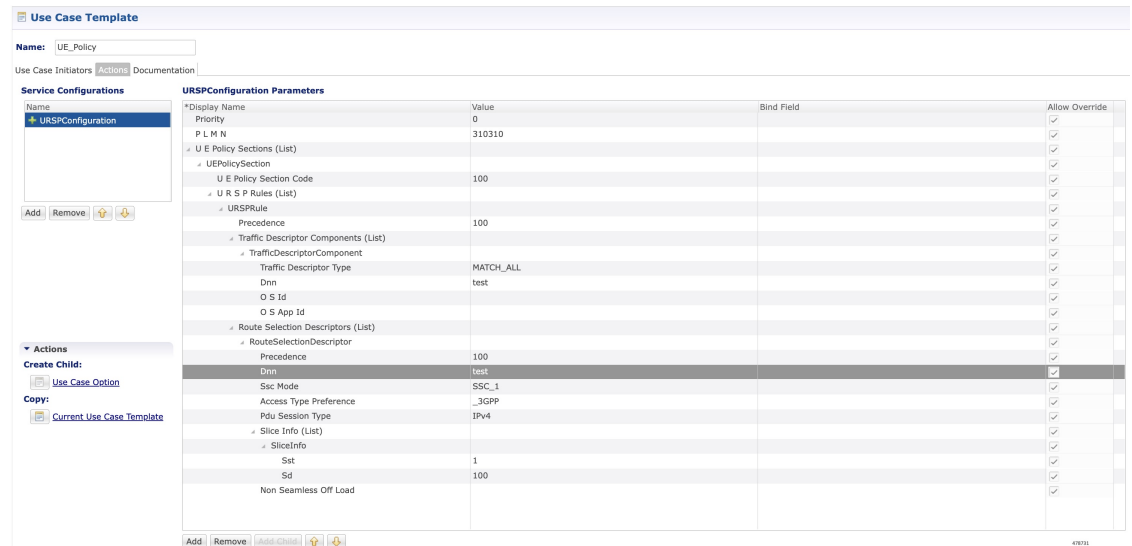 Use Case Template
Name: UE_Policy
Use Case Initiators Actions Documentation
Service Configurations
Name
URSPConfiguration
Add Remove
Actions
Create Child:
Use Case Option
Copy:
Current Use Case Template
URSPConfiguration Parameters
*Display Name Value Bind Field Allow Override
Priority 0
P L M N 310310
U E Policy Sections (List)
UEPolicySection
U E Policy Section Code 100
U R S P Rules (List)
URSPRule
Precedence 100
Traffic Descriptor Components (List)
TrafficDescriptorComponent
Traffic Descriptor Type MATCH_ALL
Dnn test
O S Id
O S App Id
Route Selection Descriptors (List)
RouteSelectionDescriptor
Precedence 100
Dnn test
Ssc Mode SSC_1
Access Type Preference _3GPP
Pdu Session Type IPv4
Slice Info (List)
SliceInfo
Sst 1
Sd 100
Non Seamless Off Load
Add Remove Add Child
478731